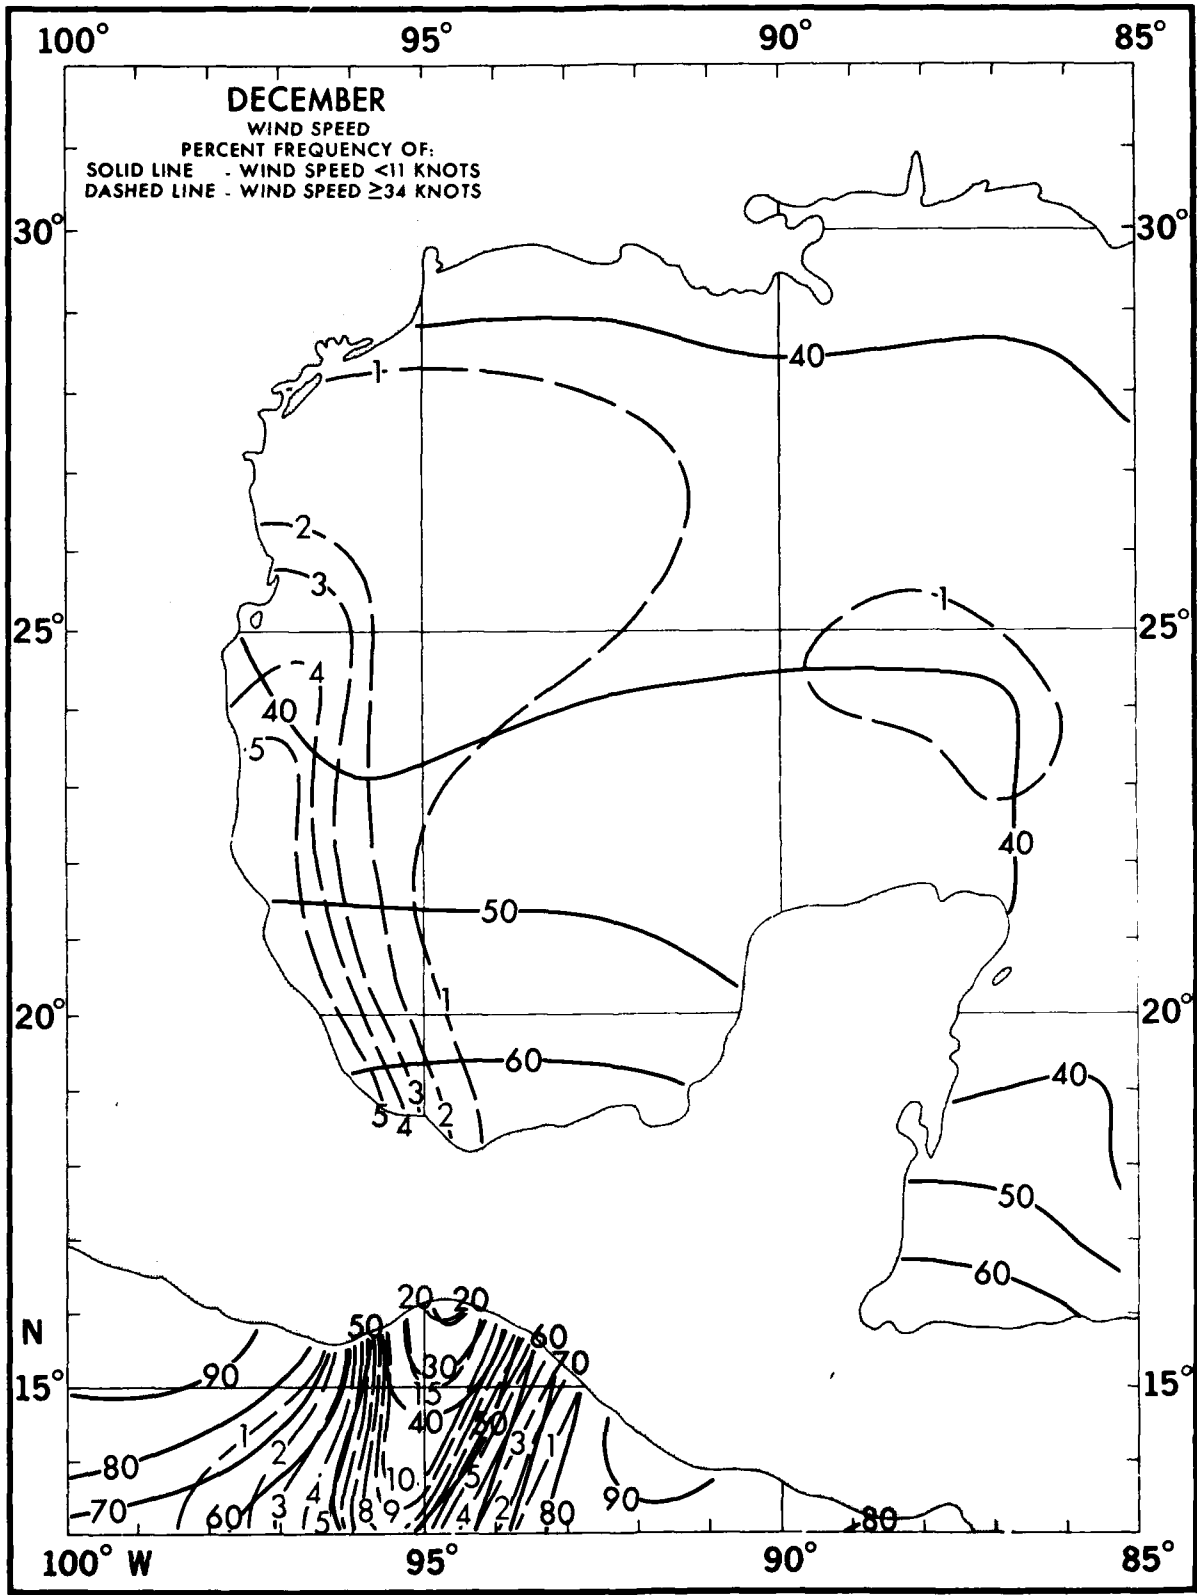 100° 95° 90° 85°
DECEMBER
WIND SPEED
PERCENT FREQUENCY OF:
SOLID LINE - WIND SPEED <11 KNOTS
DASHED LINE - WIND SPEED ≥34 KNOTS
30° 30°
40
1
2
3
1
25° 25°
4
40
5
40
50
1
20° 20°
60
40
3
5 4 2
50
60
20 20
N
50 60
70
90 30
15° 15 15°
40
50
1 3 1
2
80 10 5
4 90
70 60 3 5 8 9 4 2 80 80
100° W 95° 90° 85°